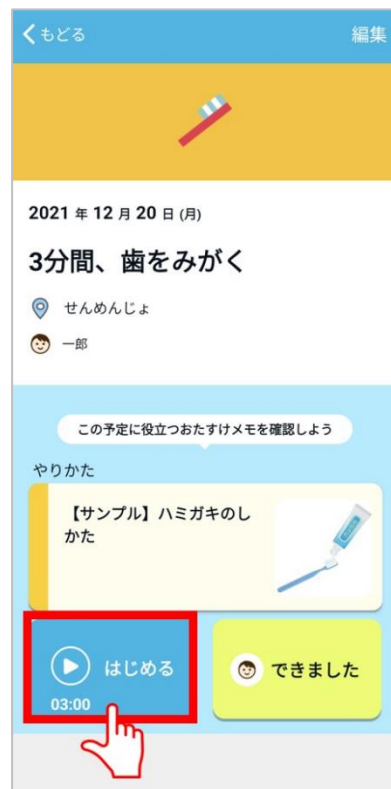 もどる 編集
2021 年 12 月 20 日 (月)
3分間、歯をみがく
せんめんじょ
一郎
この予定に役立つおたすけメモを確認しよう
やりかた
【サンプル】ハミガキのし
かた
はじめる
03:00
できました